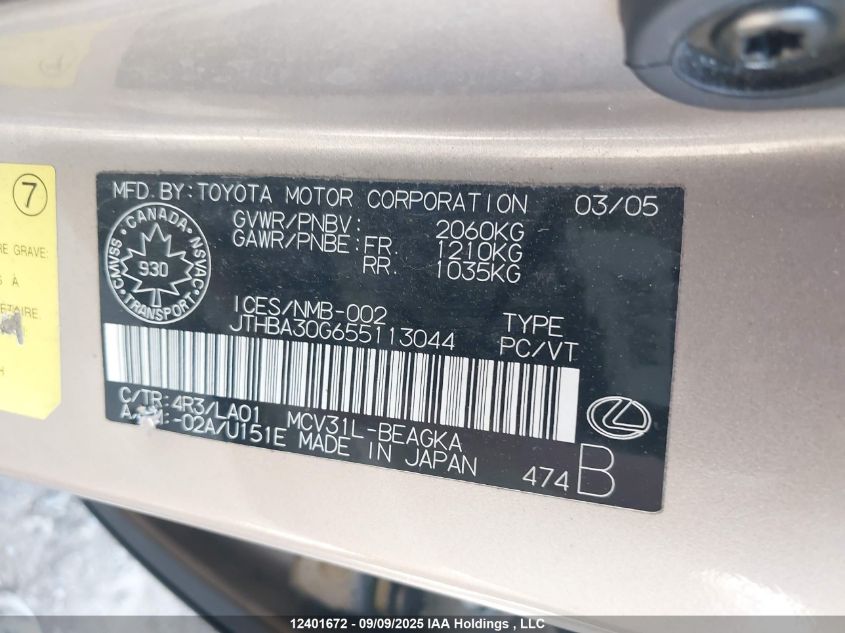 7
RE GRAVE:
S À
ÉTAIRE
H
MFD. BY: TOYOTA MOTOR CORPORATION 03/05
CANADA
CMVSS 930 NSVAC
TRANSPORT
GVWR/PNBV: 2060KG
GAWR/PNBE: FR. 1210KG
RR. 1035KG
ICES/NMB-002
JTHBA30G655113044 TYPE
PC/VT
C/TR: 4R3/LA01 MCV31L-BEAGKA
-02A/U151E MADE IN JAPAN
474 B
12401672 - 09/09/2025 IAA Holdings, LLC